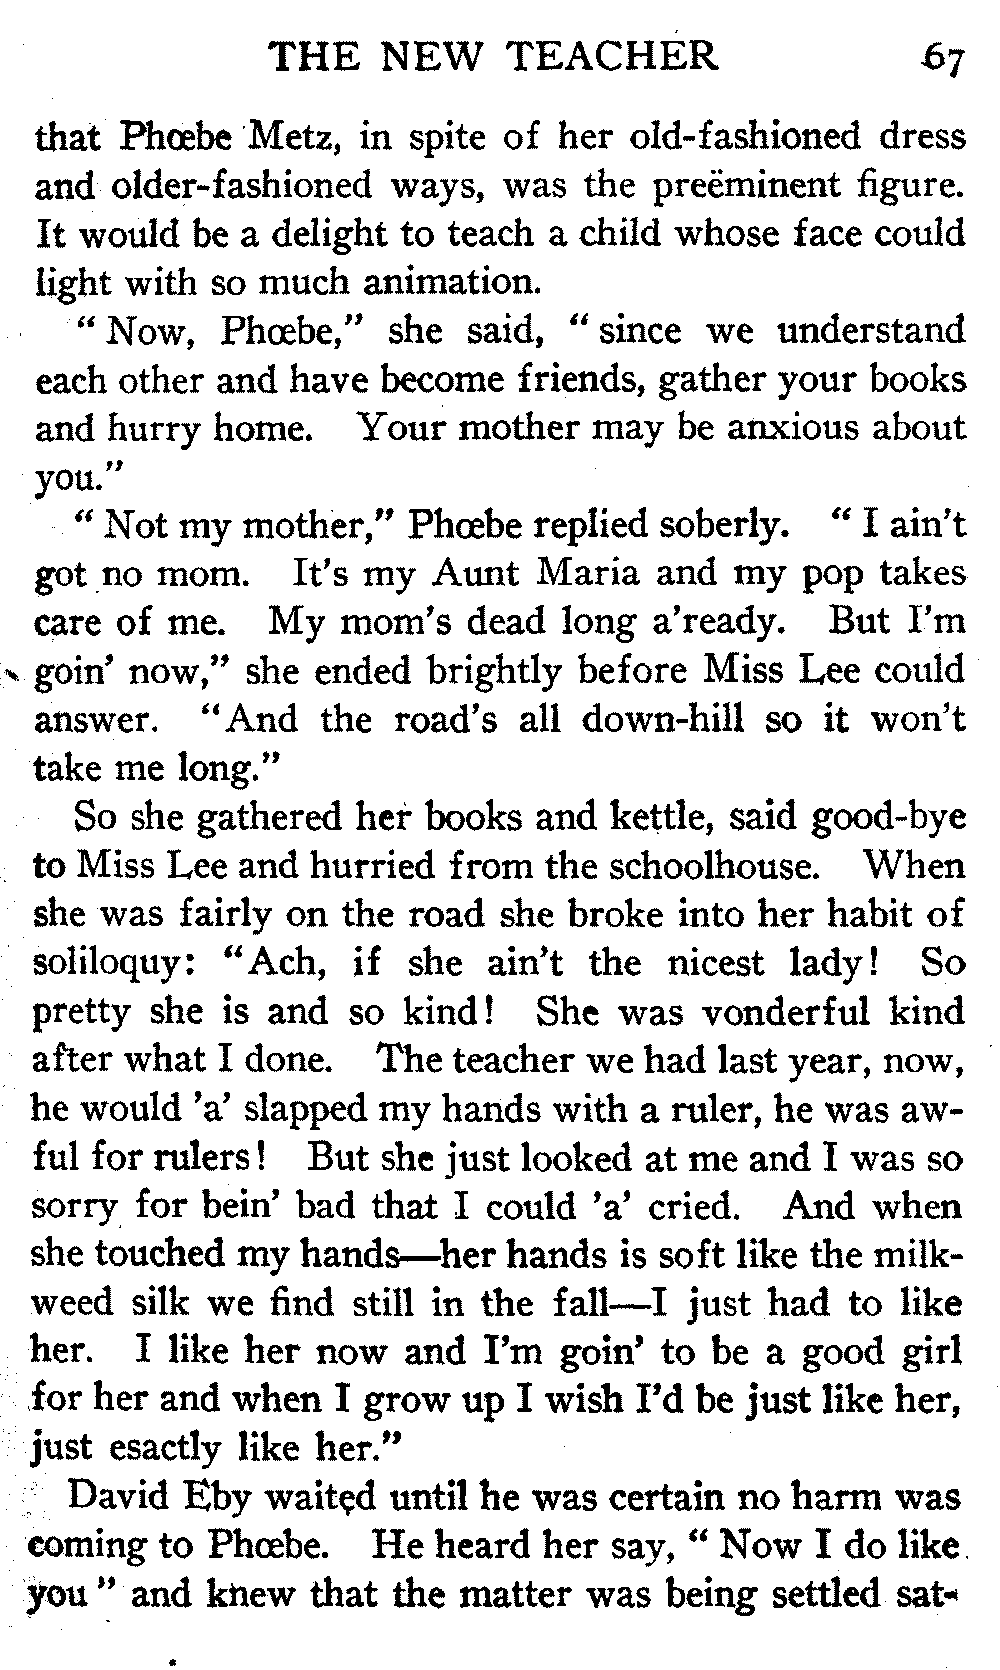 THE NEW TEACHER 67
that Phœbe Metz, in spite of her old-fashioned dress
and older-fashioned ways, was the preëminent figure.
It would be a delight to teach a child whose face could
light with so much animation.
“ Now, Phœbe,” she said, “ since we understand
each other and have become friends, gather your books
and hurry home. Your mother may be anxious about
you.”
“ Not my mother,” Phœbe replied soberly. “ I ain’t
got no mom. It’s my Aunt Maria and my pop takes
care of me. My mom’s dead long a’ready. But I’m
goin’ now,” she ended brightly before Miss Lee could
answer. “And the road’s all down-hill so it won’t
take me long.”
So she gathered her books and kettle, said good-bye
to Miss Lee and hurried from the schoolhouse. When
she was fairly on the road she broke into her habit of
soliloquy: “Ach, if she ain’t the nicest lady! So
pretty she is and so kind! She was vonderful kind
after what I done. The teacher we had last year, now,
he would ’a’ slapped my hands with a ruler, he was aw-
ful for rulers! But she just looked at me and I was so
sorry for bein’ bad that I could ’a’ cried. And when
she touched my hands—her hands is soft like the milk-
weed silk we find still in the fall—I just had to like
her. I like her now and I’m goin’ to be a good girl
for her and when I grow up I wish I’d be just like her,
just esactly like her.”
David Eby waited until he was certain no harm was
coming to Phœbe. He heard her say, “ Now I do like
you ” and knew that the matter was being settled sat-